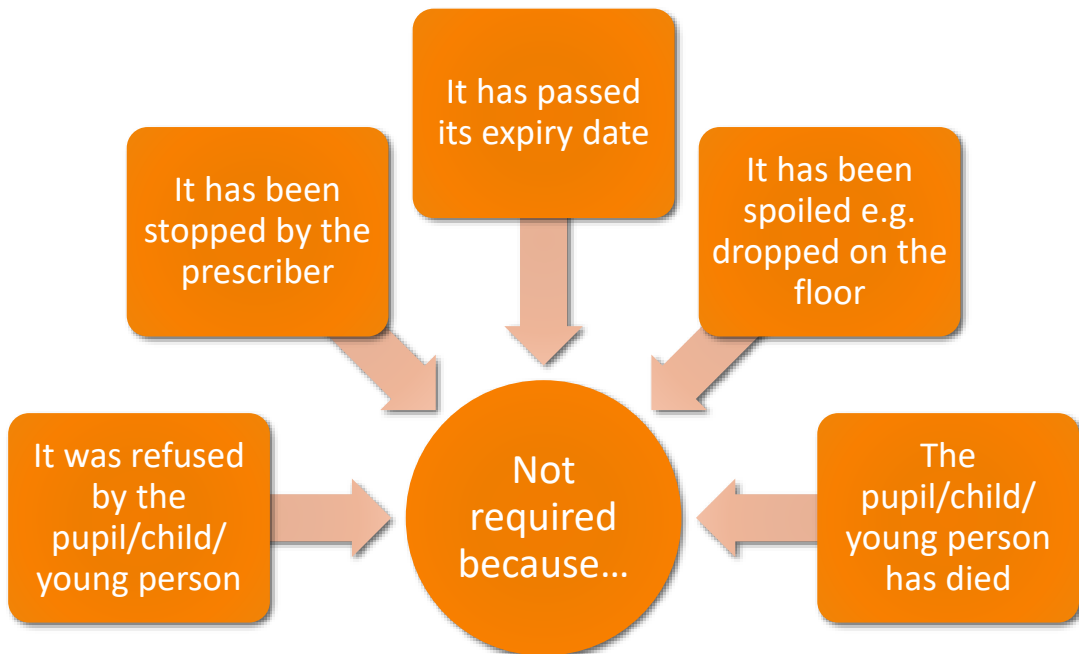 It was refused
by the
pupil/child/
young person
It has been
stopped by the
prescriber
It has passed
its expiry date
It has been
spoiled e.g.
dropped on the
floor
The
pupil/child/
young person
has died
Not
required
because…